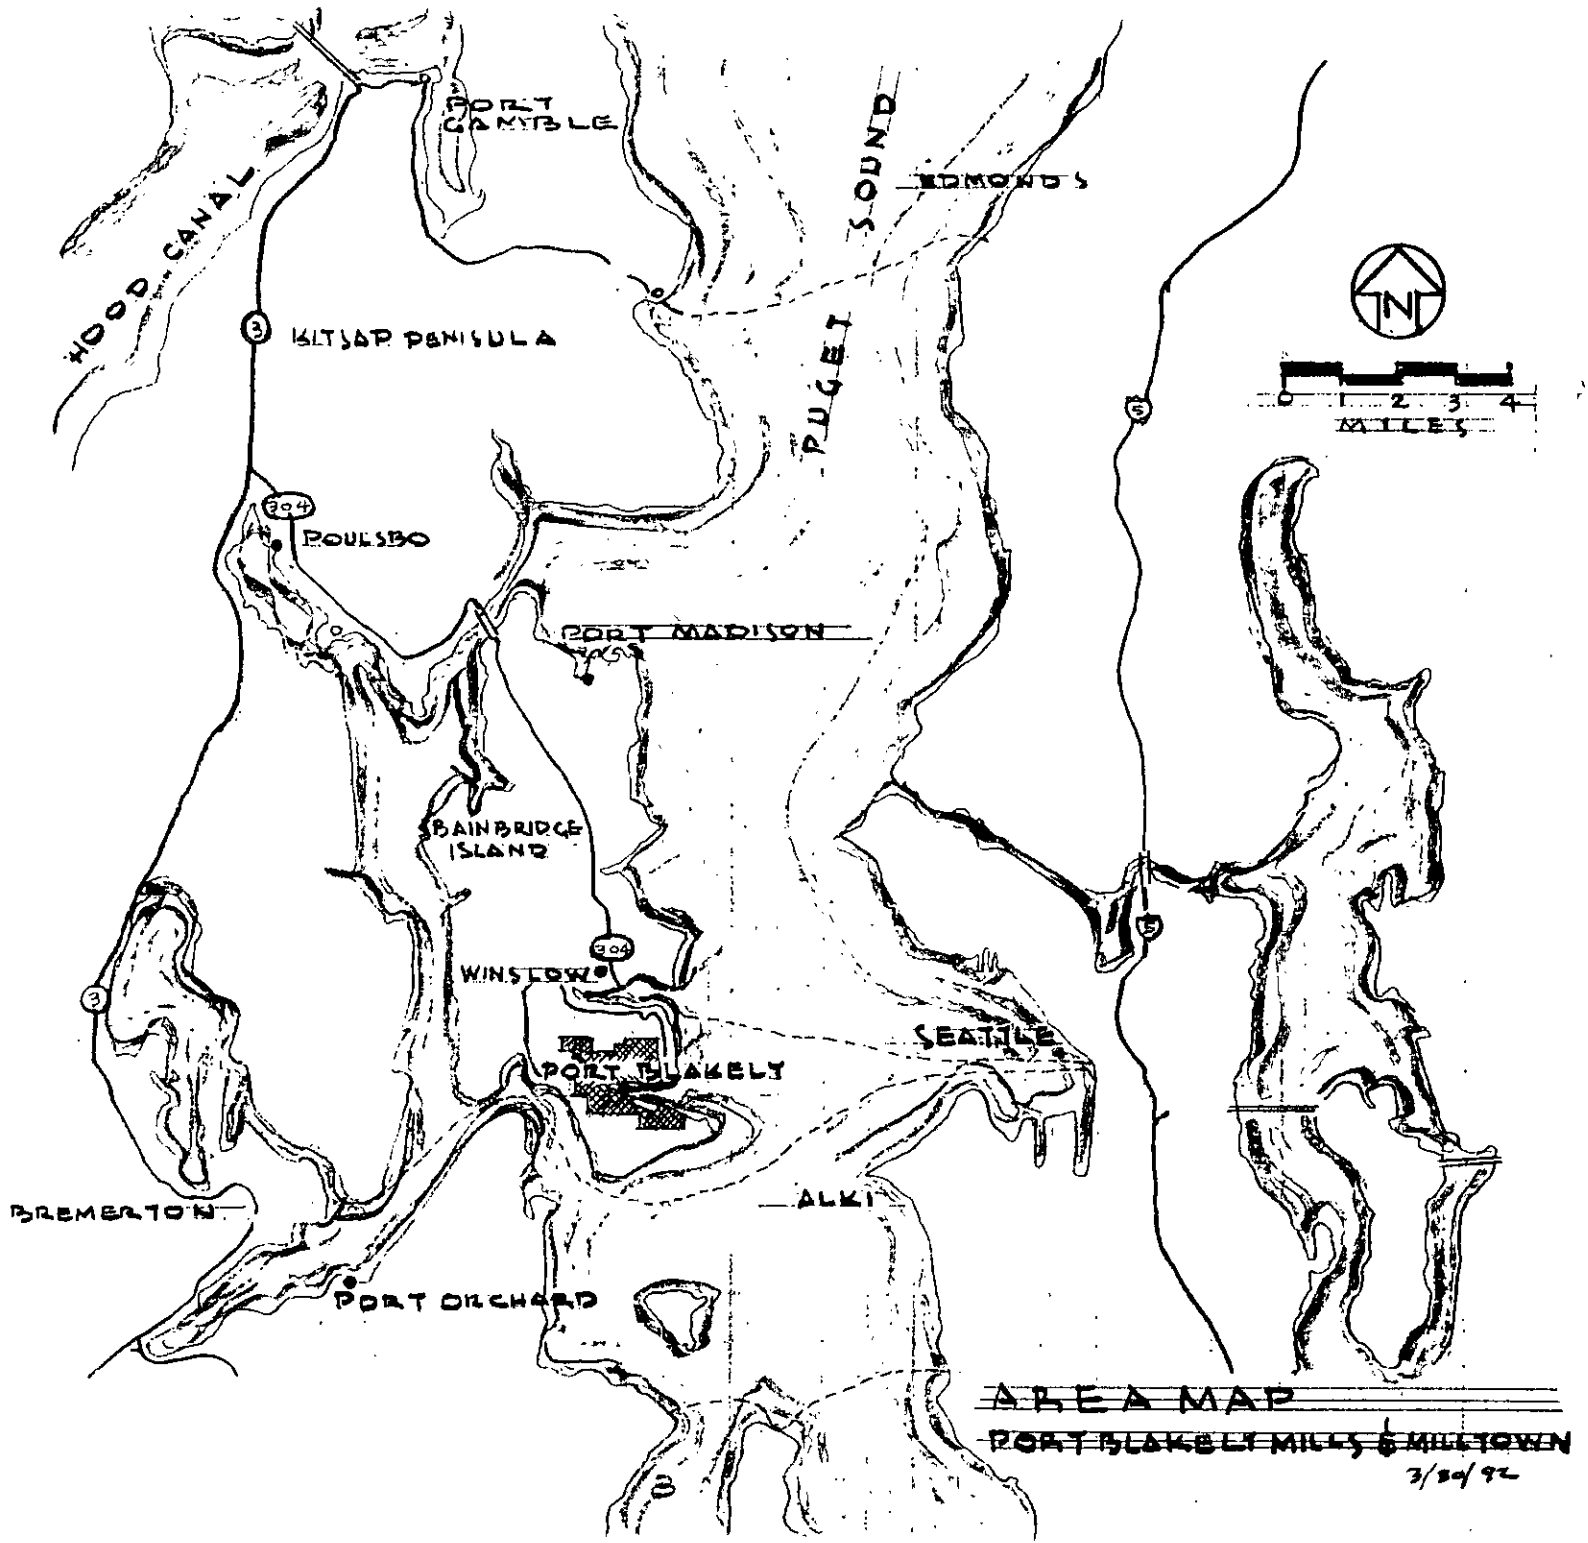 PORT
GAMBLE
SOUND
EDMONDS
HOOD CANAL
N
3
KITSAP PENISULA
PUGET
0 1 2 3 4
MILES
5
304
POULSBO
PORT MADISON
BAINBRIDGE
ISLAND
5
304
WINSLOW
3
SEATTLE
PORT BLAKELY
ALKI
BREMERTON
PORT ORCHARD
AREA MAP
PORT BLAKELY MILLS & MILLTOWN
3/30/92